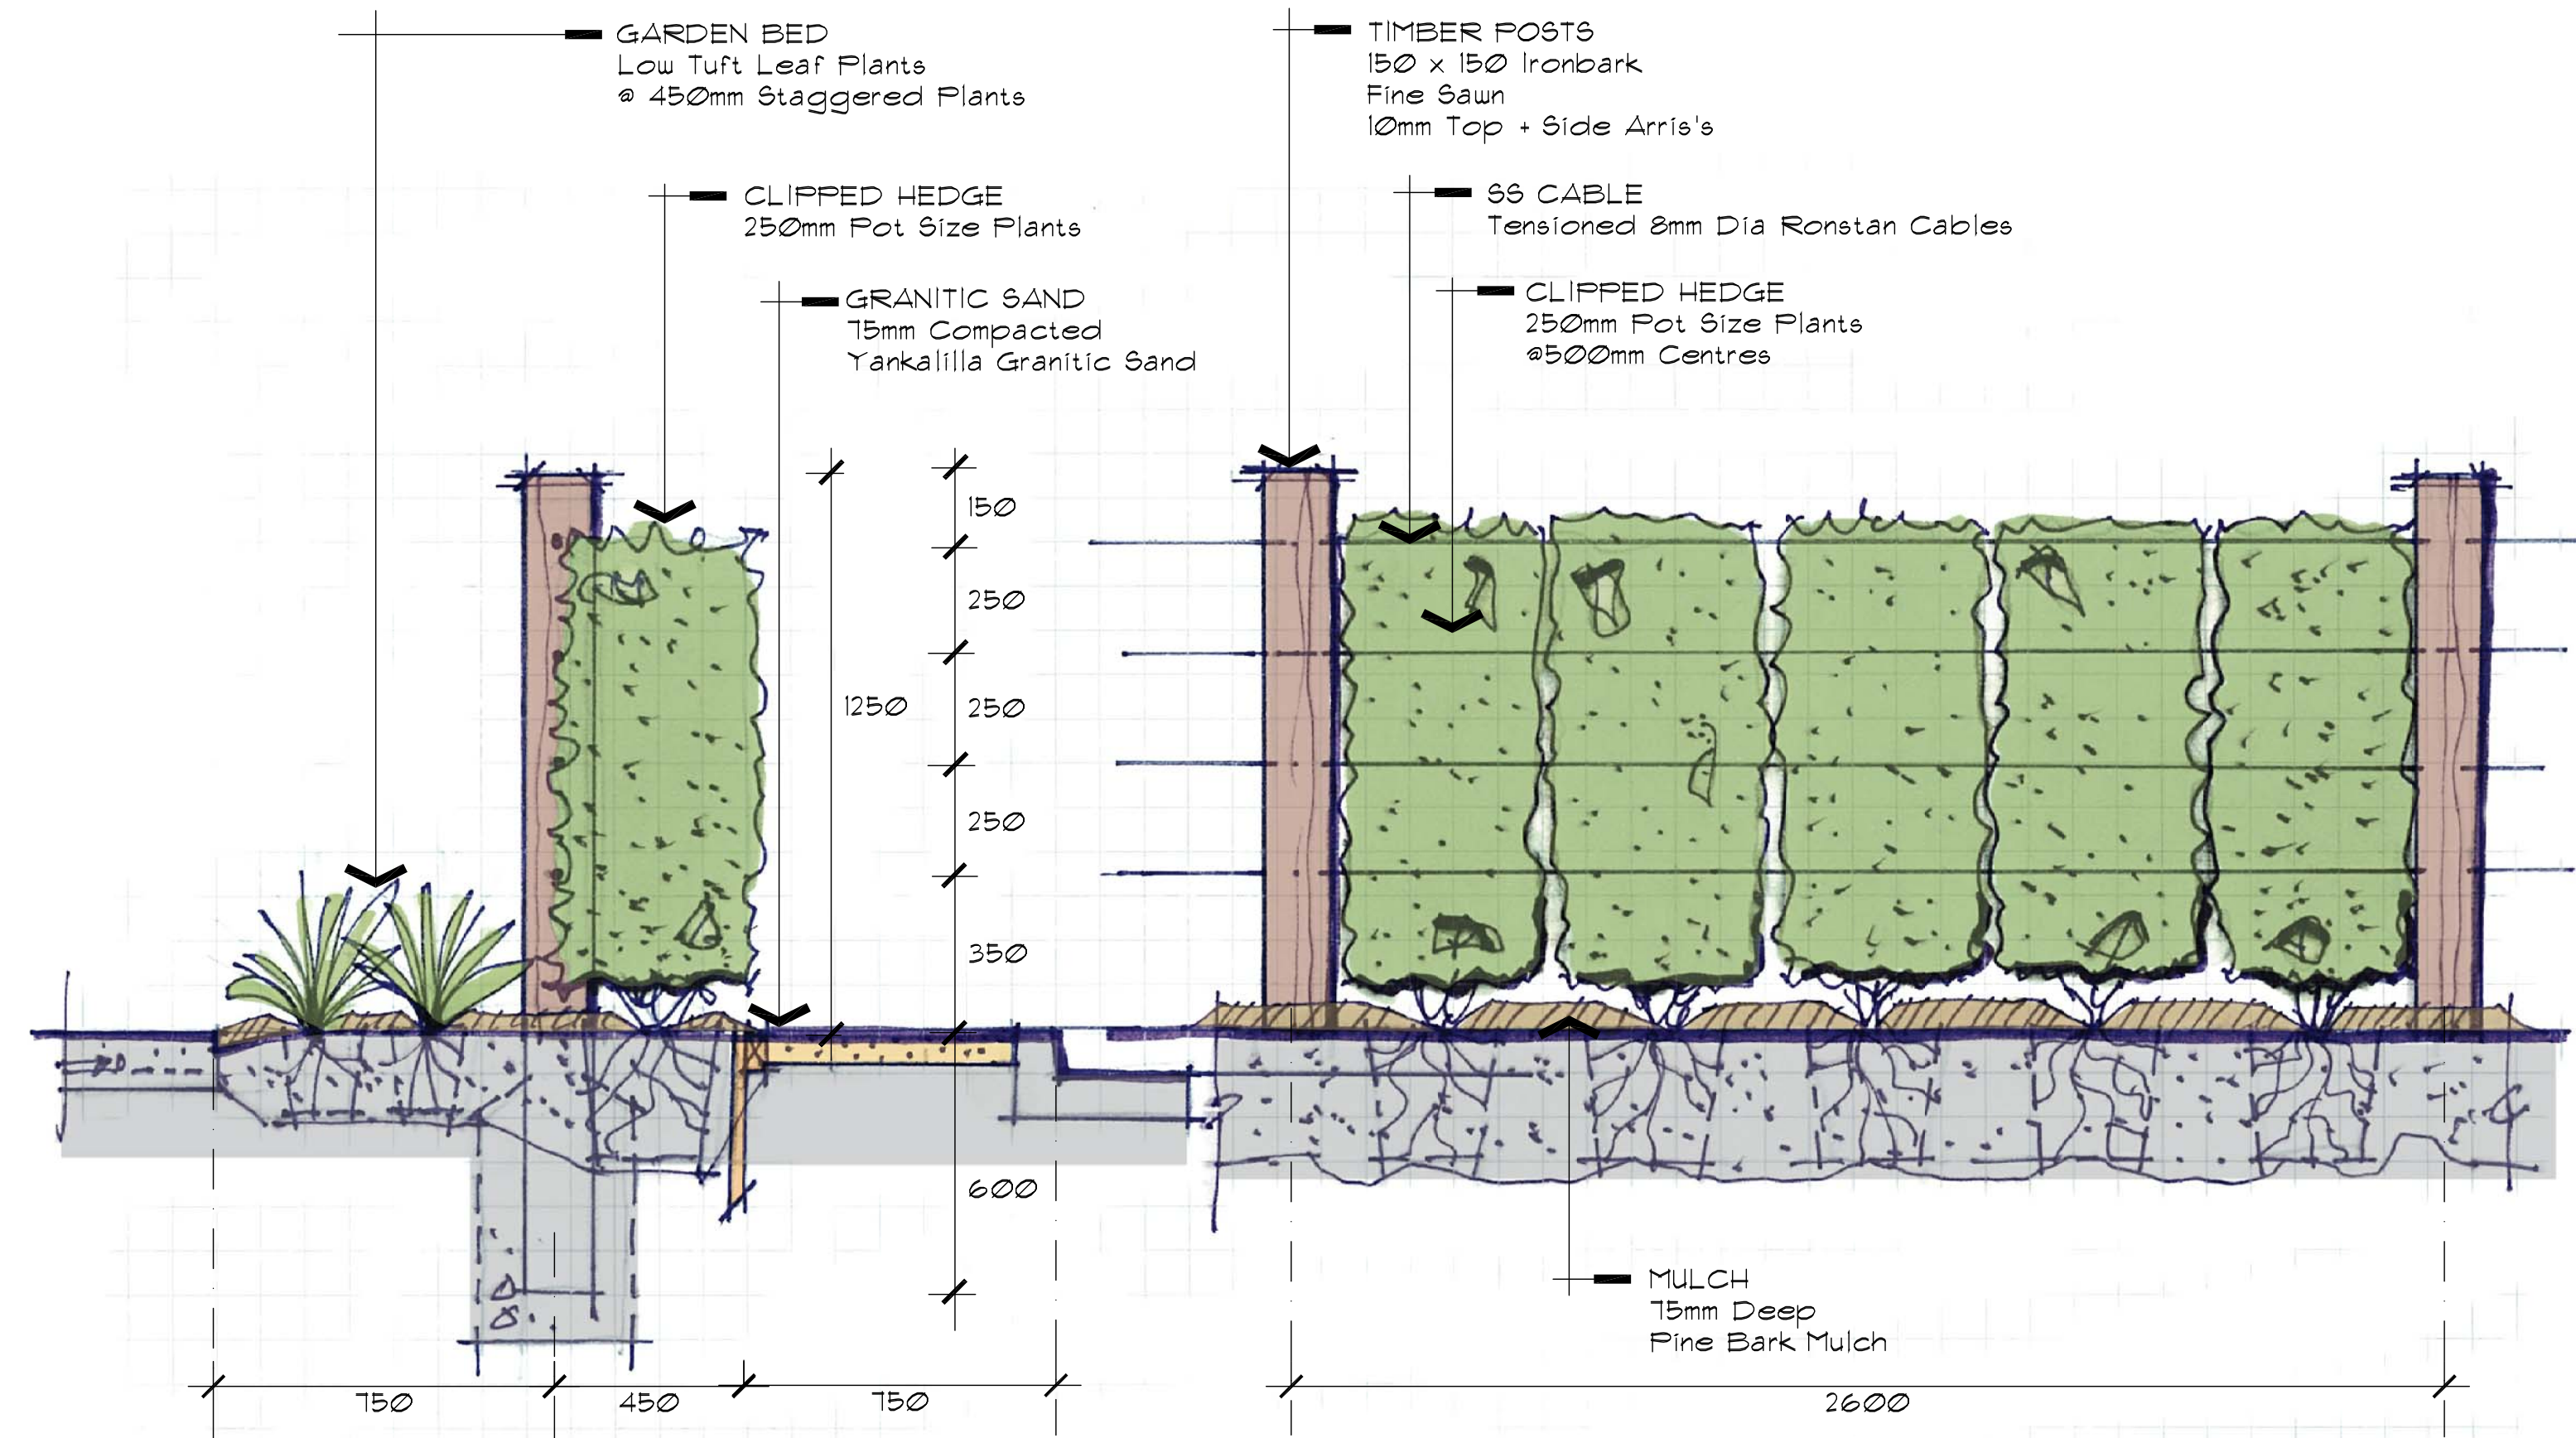 GARDEN BED
Low Tuft Leaf Plants
@ 450mm Staggered Plants
CLIPPED HEDGE
250mm Pot Size Plants
GRANITIC SAND
75mm Compacted
Yankalilla Granitic Sand
TIMBER POSTS
150 x 150 Ironbark
Fine Sawn
10mm Top + Side Arris's
SS CABLE
Tensioned 8mm Dia Ronstan Cables
CLIPPED HEDGE
250mm Pot Size Plants
@500mm Centres
150
250
1250
250
250
350
600
MULCH
75mm Deep
Pine Bark Mulch
750
450
750
2600